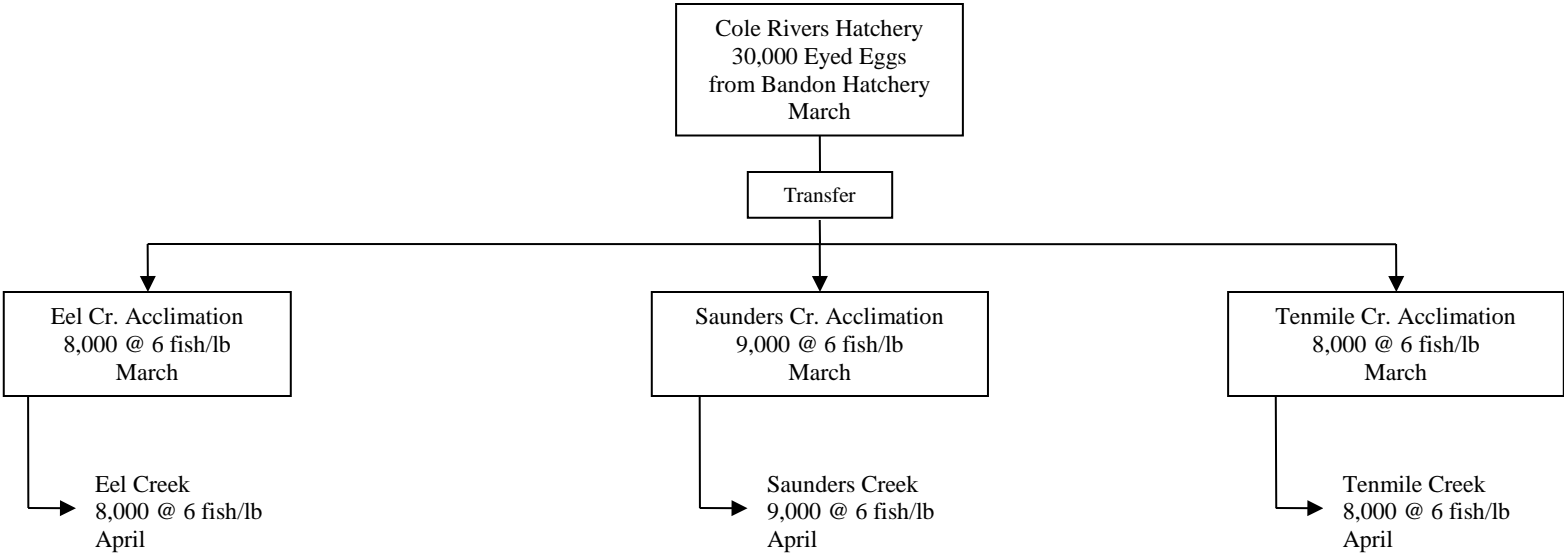 Cole Rivers Hatchery
30,000 Eyed Eggs
from Bandon Hatchery
March
Transfer
Eel Cr. Acclimation
8,000 @ 6 fish/lb
March
Saunders Cr. Acclimation
9,000 @ 6 fish/lb
March
Tenmile Cr. Acclimation
8,000 @ 6 fish/lb
March
Eel Creek
8,000 @ 6 fish/lb
April
Saunders Creek
9,000 @ 6 fish/lb
April
Tenmile Creek
8,000 @ 6 fish/lb
April